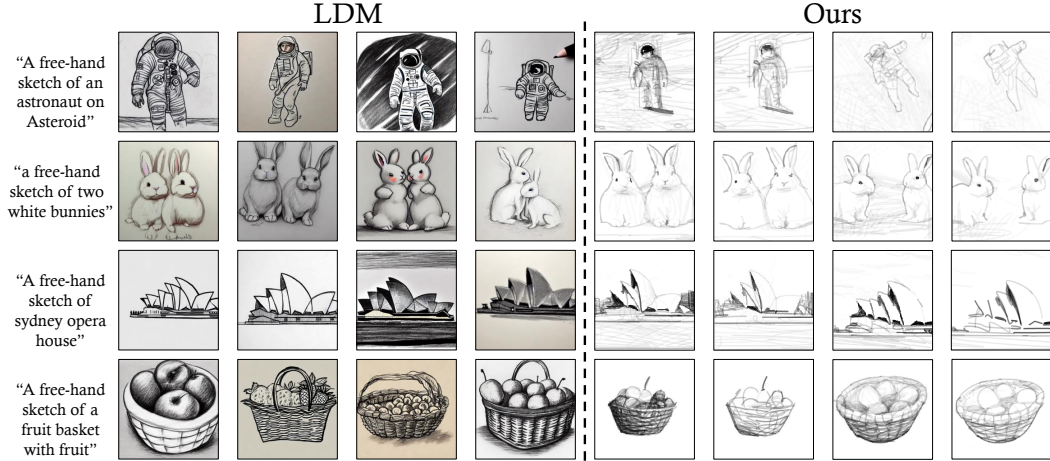 LDM
Ours
“A free-hand
sketch of an
astronaut on
Asteroid”
“a free-hand
sketch of two
white bunnies”
“A free-hand
sketch of
sydney opera
house”
“A free-hand
sketch of a
fruit basket
with fruit”